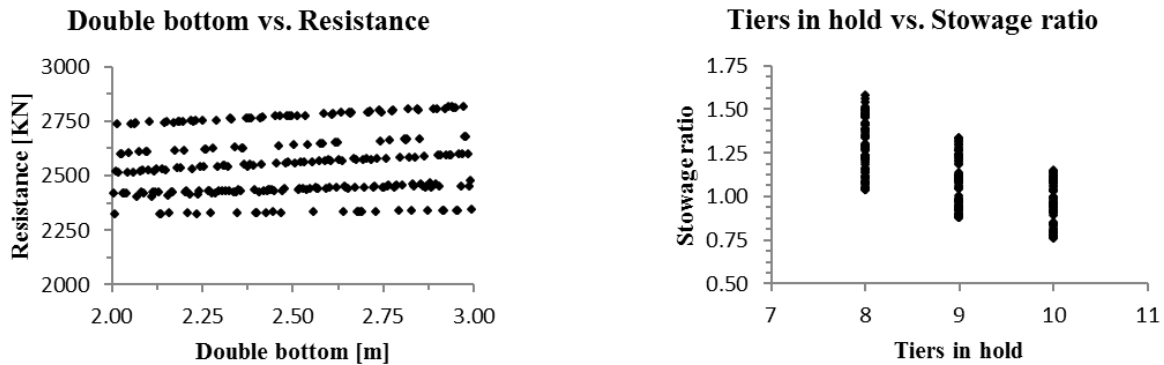 Double bottom vs. Resistance
3000
2750
2500
2250
2000
Resistance [KN]
2.00 2.25 2.50 2.75 3.00
Double bottom [m]
Tiers in hold vs. Stowage ratio
1.75
1.50
1.25
1.00
0.75
0.50
Stowage ratio
7 8 9 10 11
Tiers in hold